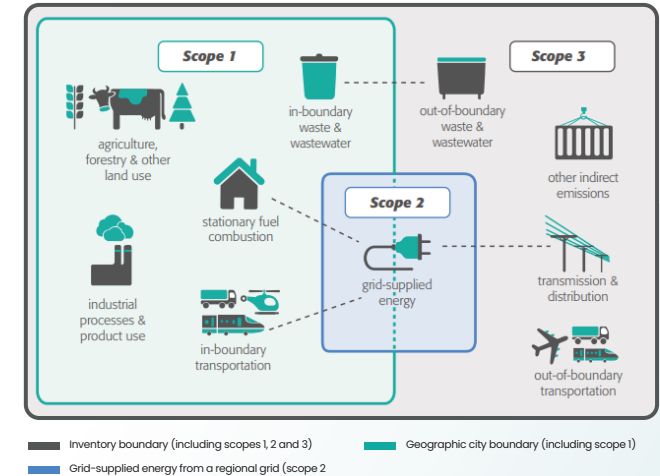 Scope 1
Scope 3
in-boundary
waste &
wastewater
out-of-boundary
waste &
wastewater
agriculture,
forestry & other
land use
other indirect
emissions
Scope 2
stationary fuel
combustion
grid-supplied
energy
transmission &
distribution
industrial
processes &
product use
in-boundary
transportation
out-of-boundary
transportation
Inventory boundary (including scopes 1, 2 and 3)
Geographic city boundary (including scope 1)
Grid-supplied energy from a regional grid (scope 2